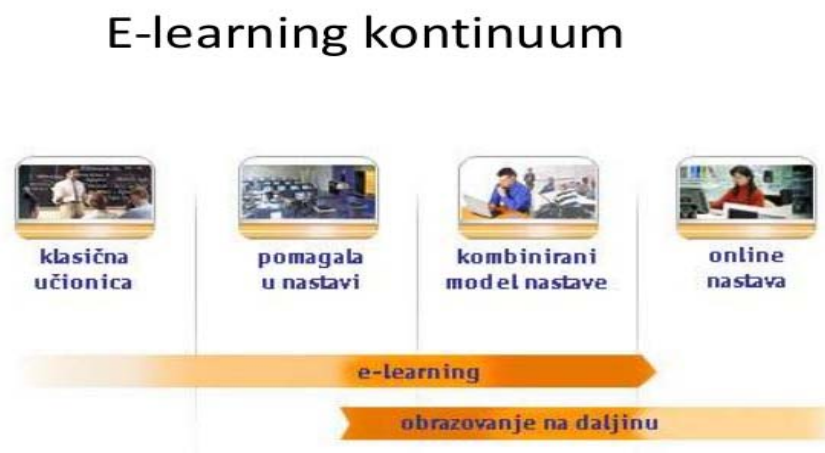 E-learning kontinuum
klasična
učionica
pomagala
u nastavi
kombinirani
model nastave
online
nastava
e-learning
obrazovanje na daljinu